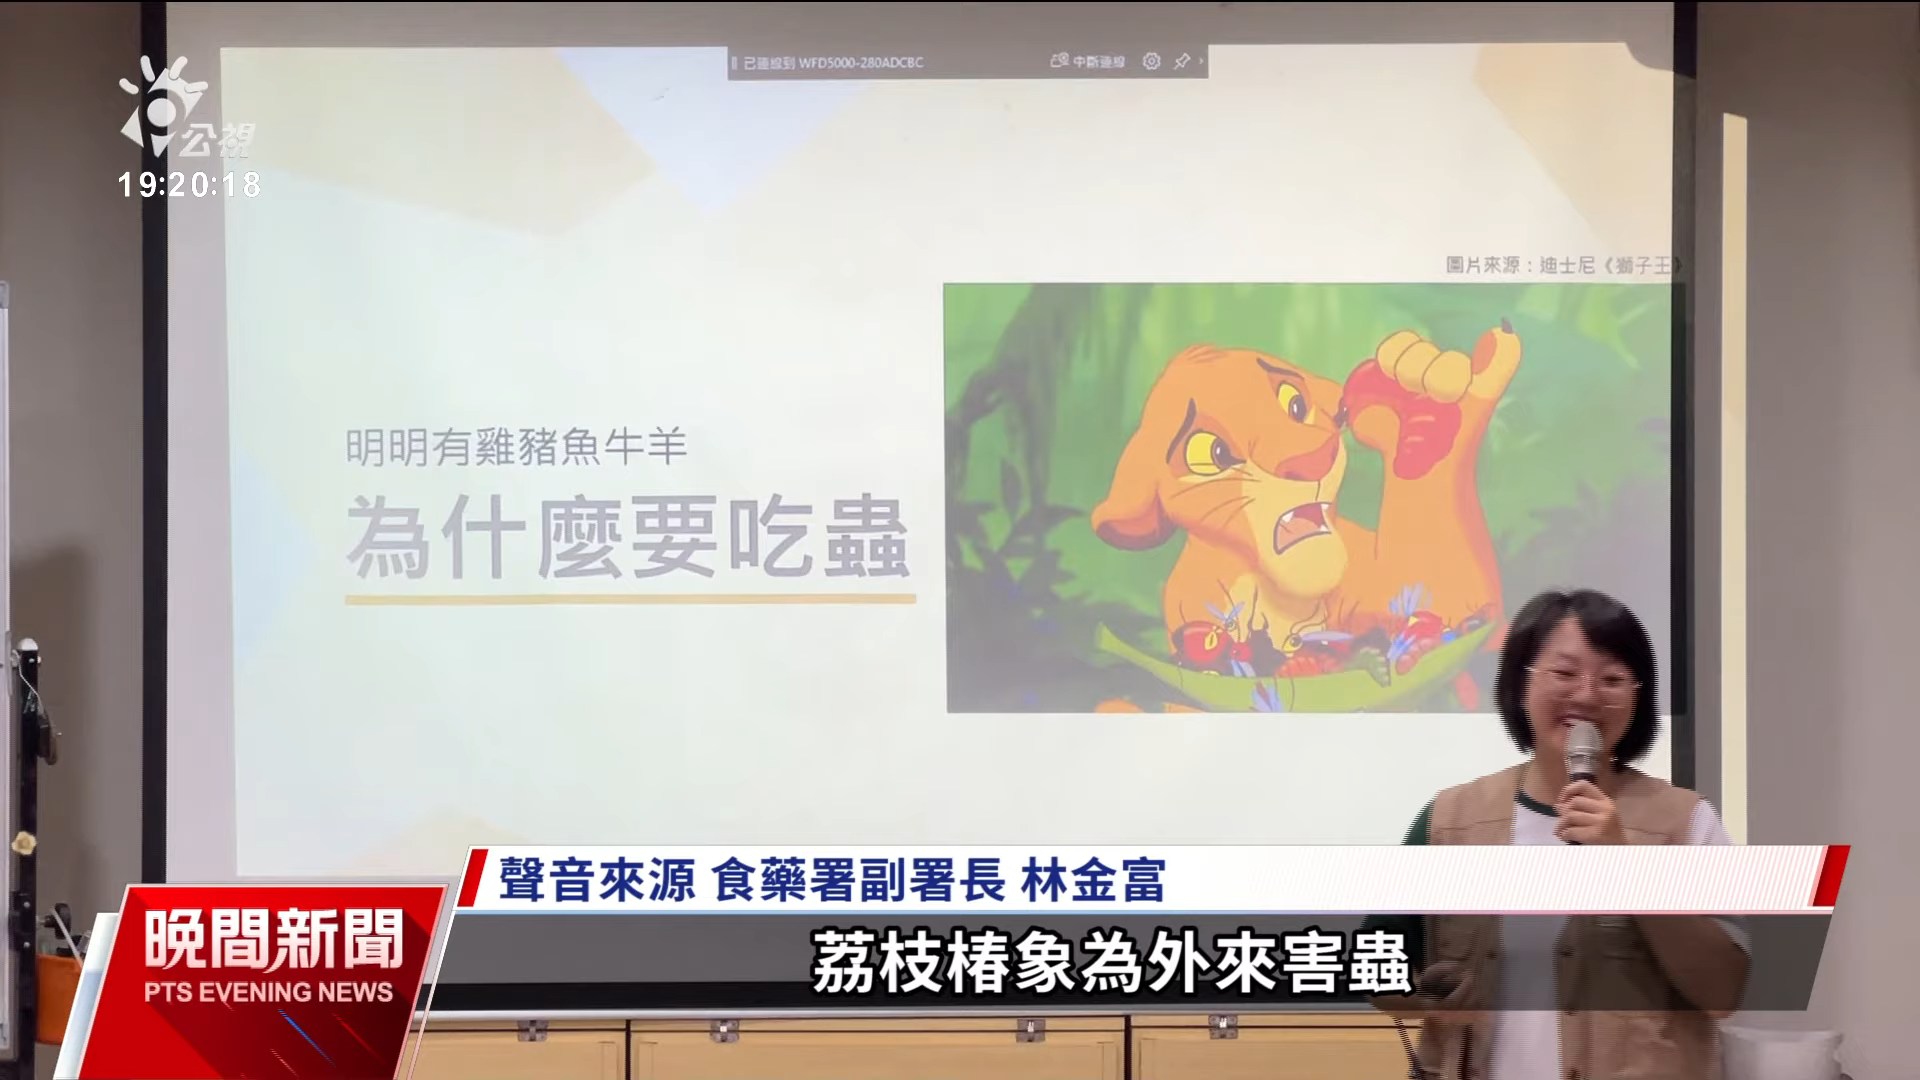 已連線到 WFD5000-280ADCBC
中斷連線
公視
19:20:18
圖片來源：迪士尼《獅子王》
明明有雞豬魚牛羊
為什麼要吃蟲
聲音來源 食藥署副署長 林金富
晚間新聞
PTS EVENING NEWS
荔枝椿象為外來害蟲